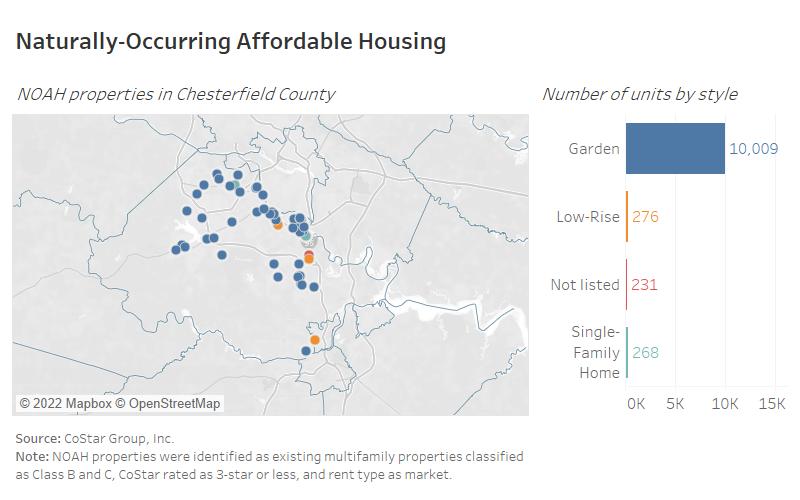 Naturally-Occurring Affordable Housing
NOAH properties in Chesterfield County
© 2022 Mapbox © OpenStreetMap
Number of units by style
Garden
10,009
Low-Rise
276
Not listed
231
Single-
Family
Home
268
0K 5K 10K 15K
Source: CoStar Group, Inc.
Note: NOAH properties were identified as existing multifamily properties classified
as Class B and C, CoStar rated as 3-star or less, and rent type as market.